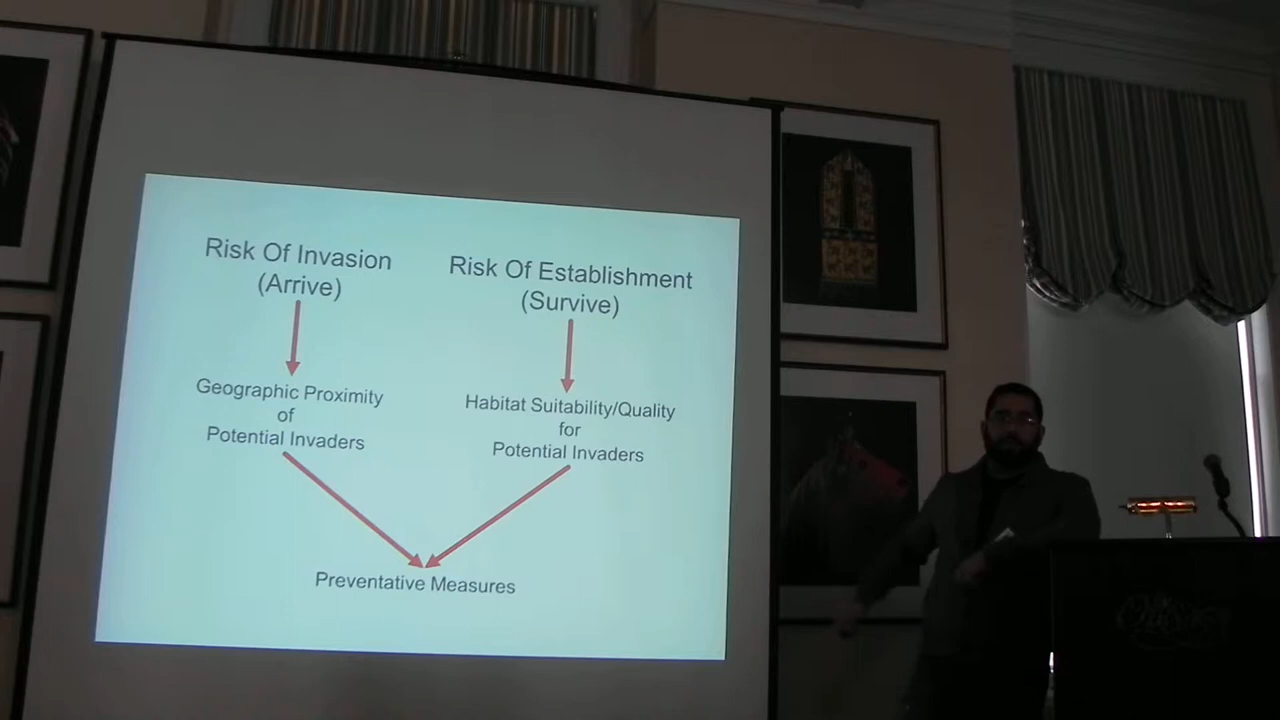 Risk Of Invasion
(Arrive)
Risk Of Establishment
(Survive)
Geographic Proximity
of
Potential Invaders
Habitat Suitability/Quality
for
Potential Invaders
Preventative Measures